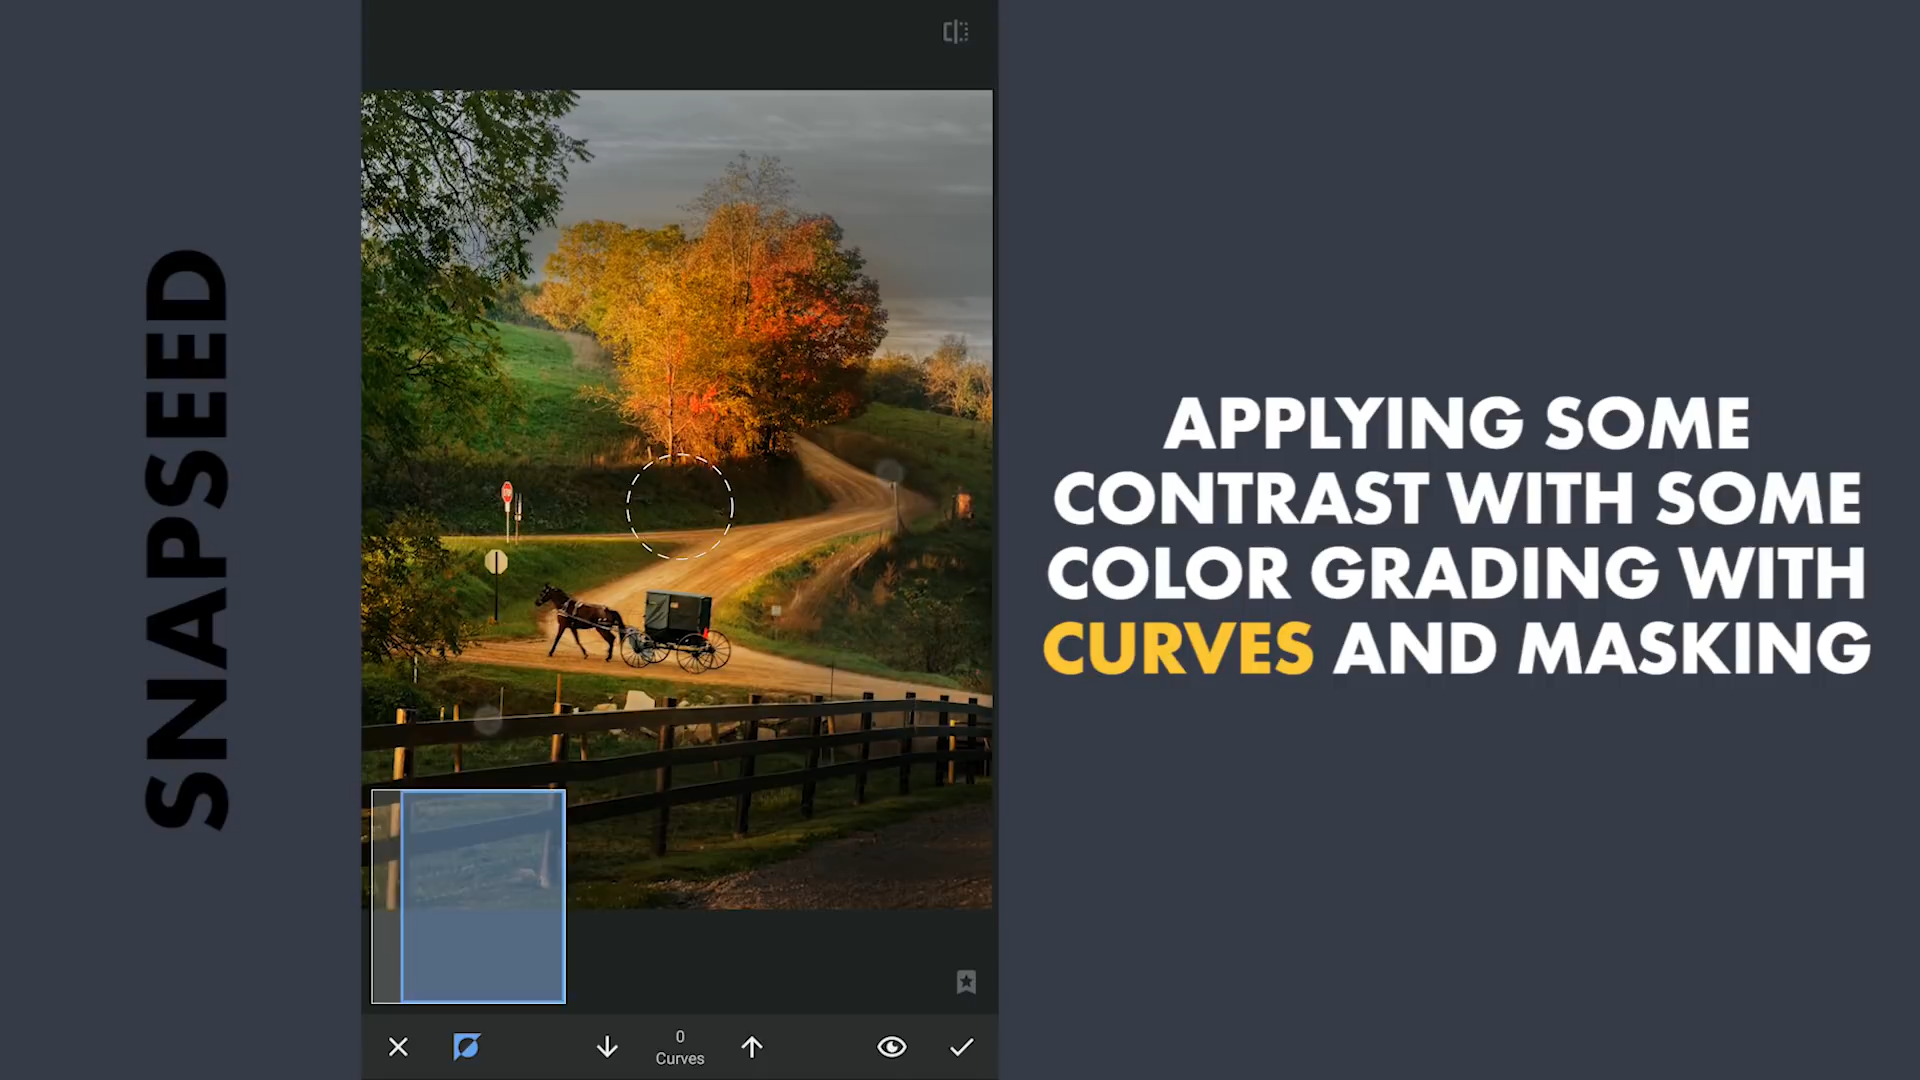 SNAPSEED
APPLYING SOME
CONTRAST WITH SOME
COLOR GRADING WITH
CURVES AND MASKING
0
Curves